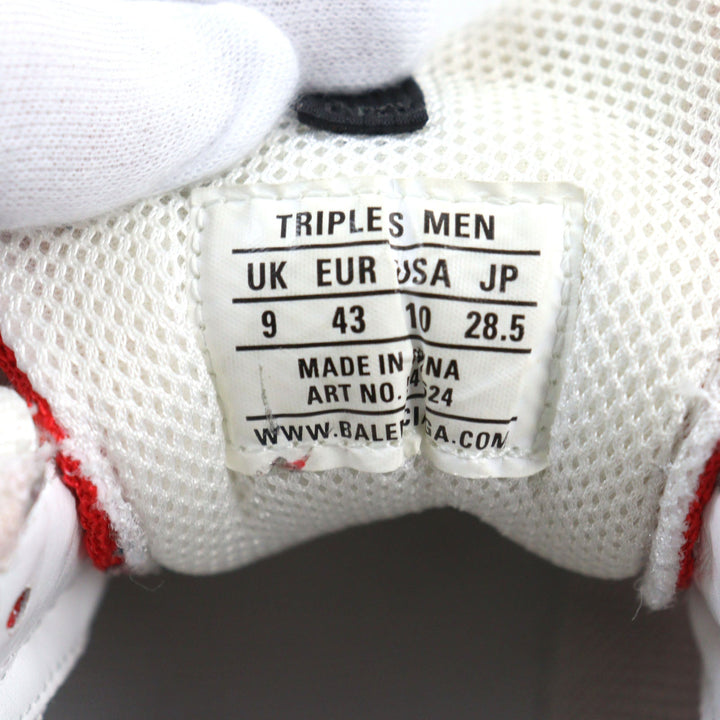 TRIPLE S MEN
UK EUR USA JP
9 43 10 28.5
MADE IN
ART NO.